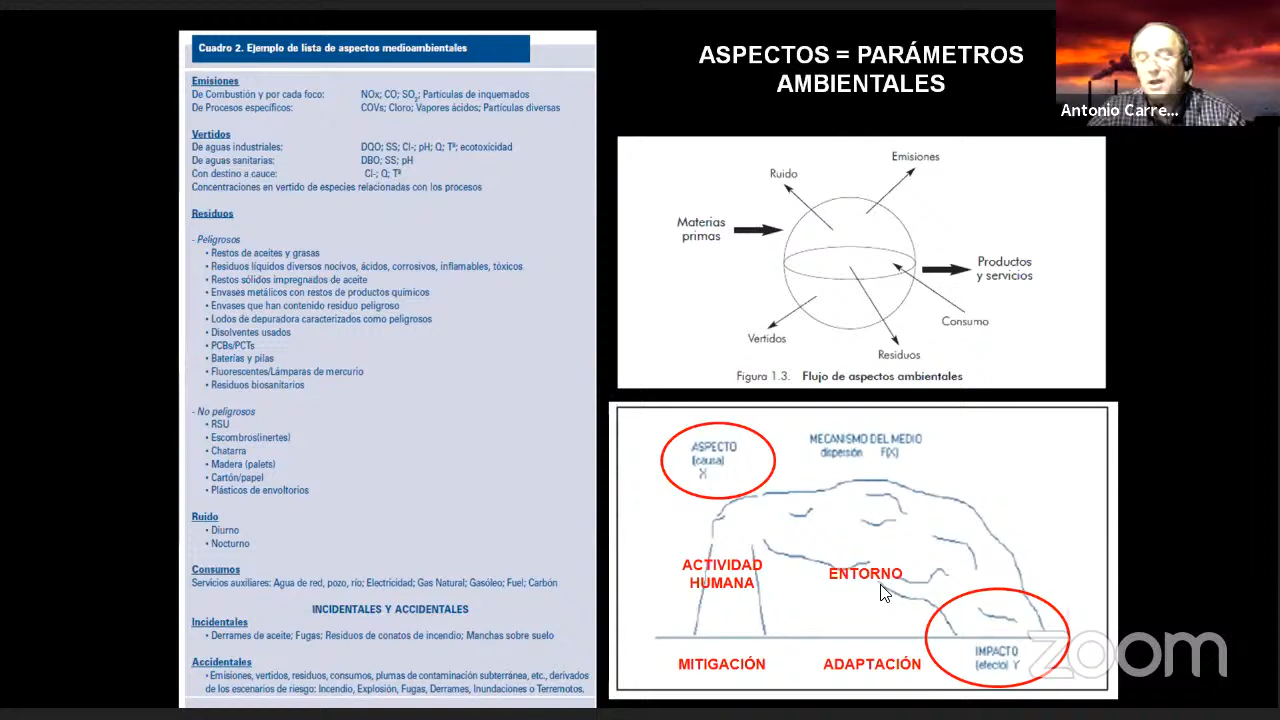 Cuadro 2. Ejemplo de lista de aspectos medioambientales
Emisiones
De Combustión y por cada foco: NOx; CO; SO2; Partículas de inquemados
De Procesos específicos: COVs; Cloro; Vapores ácidos; Partículas diversas
Vertidos
De aguas industriales: DQO; SS; Cl-; pH; Q; Tª; ecotoxicidad
De aguas sanitarias: DBO; SS; pH
Con destino a cauce: Cl-; Q; Tª
Concentraciones en vertido de especies relacionadas con los procesos
Residuos
- Peligrosos
• Restos de aceites y grasas
• Residuos líquidos diversos nocivos, ácidos, corrosivos, inflamables, tóxicos
• Restos sólidos impregnados de aceite
• Envases metálicos con restos de productos químicos
• Envases que han contenido residuo peligroso
• Lodos de depuradora caracterizados como peligrosos
• Disolventes usados
• PCBs/PCTs
• Baterías y pilas
• Fluorescentes/Lámparas de mercurio
• Residuos biosanitarios
- No peligrosos
• RSU
• Escombros(inertes)
• Chatarra
• Madera (palets)
• Cartón/papel
• Plásticos de envoltorios
Ruido
• Diurno
• Nocturno
Consumos
Servicios auxiliares: Agua de red, pozo, río; Electricidad; Gas Natural; Gasóleo; Fuel; Carbón
INCIDENTALES Y ACCIDENTALES
Incidentales
• Derrames de aceite; Fugas; Residuos de conatos de incendio; Manchas sobre suelo
Accidentales
• Emisiones, vertidos, residuos, consumos, plumas de contaminación subterránea, etc., derivados
de los escenarios de riesgo: Incendio, Explosión, Fugas, Derrames, Inundaciones o Terremotos.
ASPECTOS = PARÁMETROS
AMBIENTALES
Antonio Carre...
Emisiones
Ruido
Materias
primas
Productos
y servicios
Consumo
Vertidos
Residuos
Figura 1.3. Flujo de aspectos ambientales
ASPECTO
(causa)
X
MECANISMO DEL MEDIO
dispersión F(X)
ACTIVIDAD
HUMANA
ENTORNO
MITIGACIÓN
ADAPTACIÓN
IMPACTO
(efecto) Y
zoom